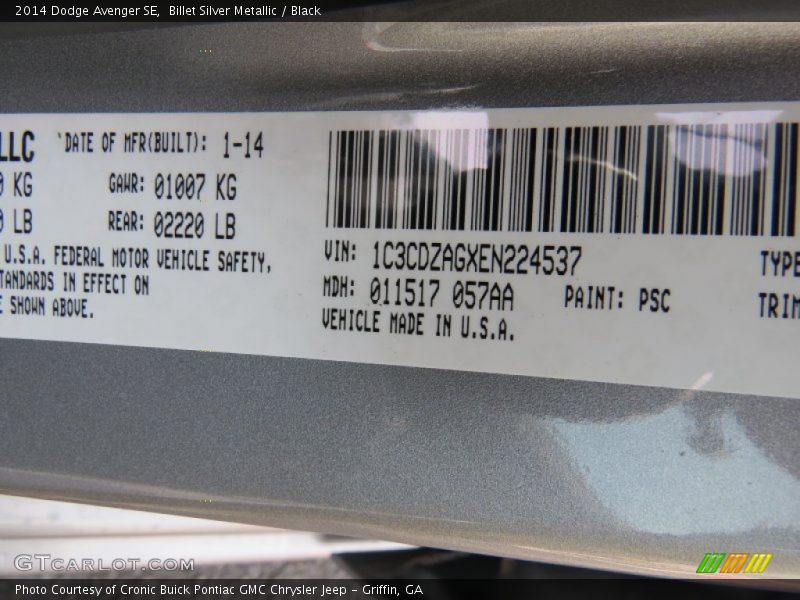 2014 Dodge Avenger SE,  Billet Silver Metallic / Black
LLC DATE OF MFR(BUILT): 1-14
KG GAWR: 01007 KG
LB REAR: 02220 LB
U.S.A. FEDERAL MOTOR VEHICLE SAFETY,
TANDARDS IN EFFECT ON
SHOWN ABOVE.
VIN: 1C3CDZAGXEN224537
MDH: 011517 057AA PAINT: PSC
VEHICLE MADE IN U.S.A.
TYPE
TRIM
GTCARLOT.COM
Photo Courtesy of Cronic Buick Pontiac GMC Chrysler Jeep - Griffin, GA